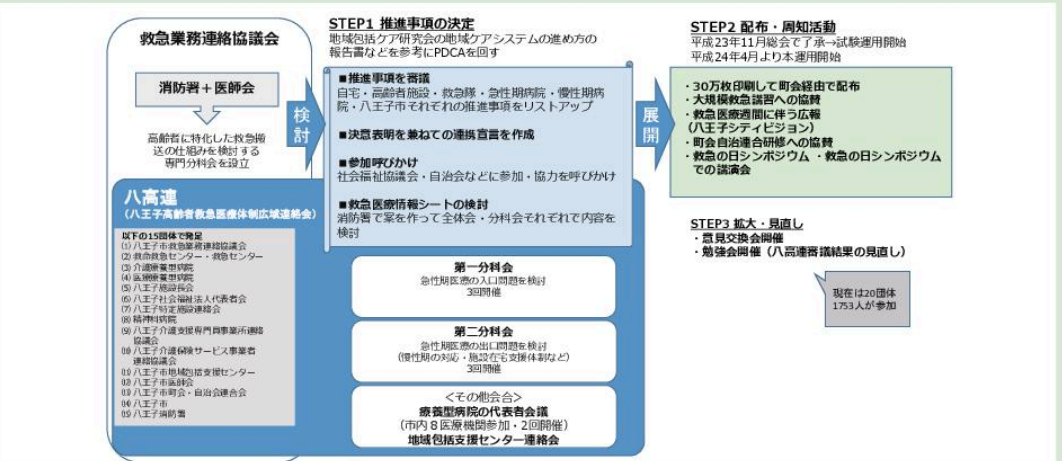 救急業務連絡協議会
消防署+医師会
高齢者に特化した救急搬
送の仕組みを検討する
専門分科会を設立
八高連
(八王子高齢者救急医療体制広域連絡会)
以下の15団体で発足
(1) 八王子市救急業務連絡協議会
(2) 救命救急センター・救急センター
(3) 介護療養型病院
(4) 医療療養型病院
(5) 八王子施設長会
(6) 八王子社会福祉法人代表者会
(7) 八王子特定施設連絡会
(8) 精神科病院
(9) 八王子介護支援専門員事業所連絡
協議会
(10) 八王子介護保険サービス事業者
連絡協議会
(11) 八王子市地域包括支援センター
(12) 八王子市医師会
(13) 八王子市町会・自治会連合会
(14) 八王子市
(15) 八王子消防署
検討
STEP1 推進事項の決定
地域包括ケア研究会の地域ケアシステムの進め方の
報告書などを参考にPDCAを回す
■推進事項を審議
自宅・高齢者施設・救急隊・急性期病院・慢性期病
院・八王子市それぞれの推進事項をリストアップ
■決意表明を兼ねての連携宣言を作成
■参加呼びかけ
社会福祉協議会・自治会などに参加・協力を呼びかけ
■救急医療情報シートの検討
消防署で案を作って全体会・分科会それぞれで内容を
検討
第一分科会
急性期医療の入口問題を検討
3回開催
第二分科会
急性期医療の出口問題を検討
(慢性期の対応・施設在宅支援体制など)
3回開催
<その他会合>
療養型病院の代表者会議
(市内8医療機関参加・2回開催)
地域包括支援センター連絡会
展開
STEP2 配布・周知活動
平成23年11月総会で了承→試験運用開始
平成24年4月より本運用開始
・30万枚印刷して町会経由で配布
・大規模救急講習への協賛
・救急医療週間に伴う広報
(八王子シティビジョン)
・町会自治連合研修への協賛
・救急の日シンポジウム ・救急の日シンポジウム
での講演会
STEP3 拡大・見直し
・意見交換会開催
・勉強会開催(八高連審議結果の見直し)
現在は20団体
1753人が参加